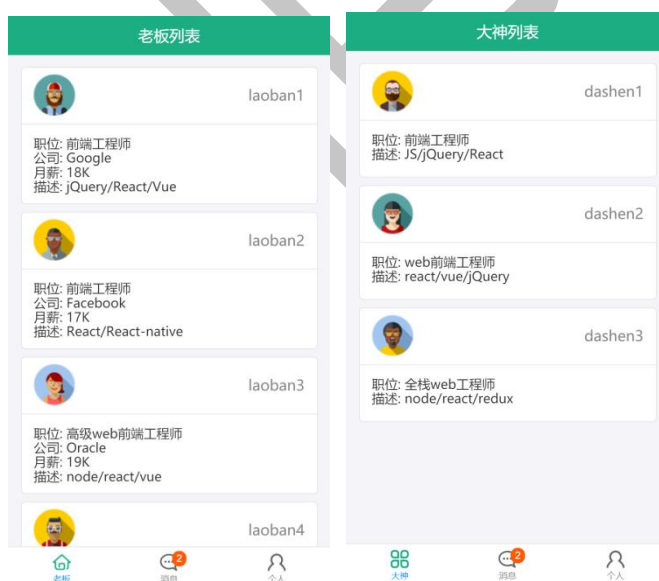 老板列表
laoban1
职位: 前端工程师
公司: Google
月薪: 18K
描述: jQuery/React/Vue
laoban2
职位: 前端工程师
公司: Facebook
月薪: 17K
描述: React/React-native
laoban3
职位: 高级web前端工程师
公司: Oracle
月薪: 19K
描述: node/react/vue
laoban4
2
老板
消息
个人
大神列表
dashen1
职位: 前端工程师
描述: JS/jQuery/React
dashen2
职位: web前端工程师
描述: react/vue/jQuery
dashen3
职位: 全栈web工程师
描述: node/react/redux
2
大神
消息
个人